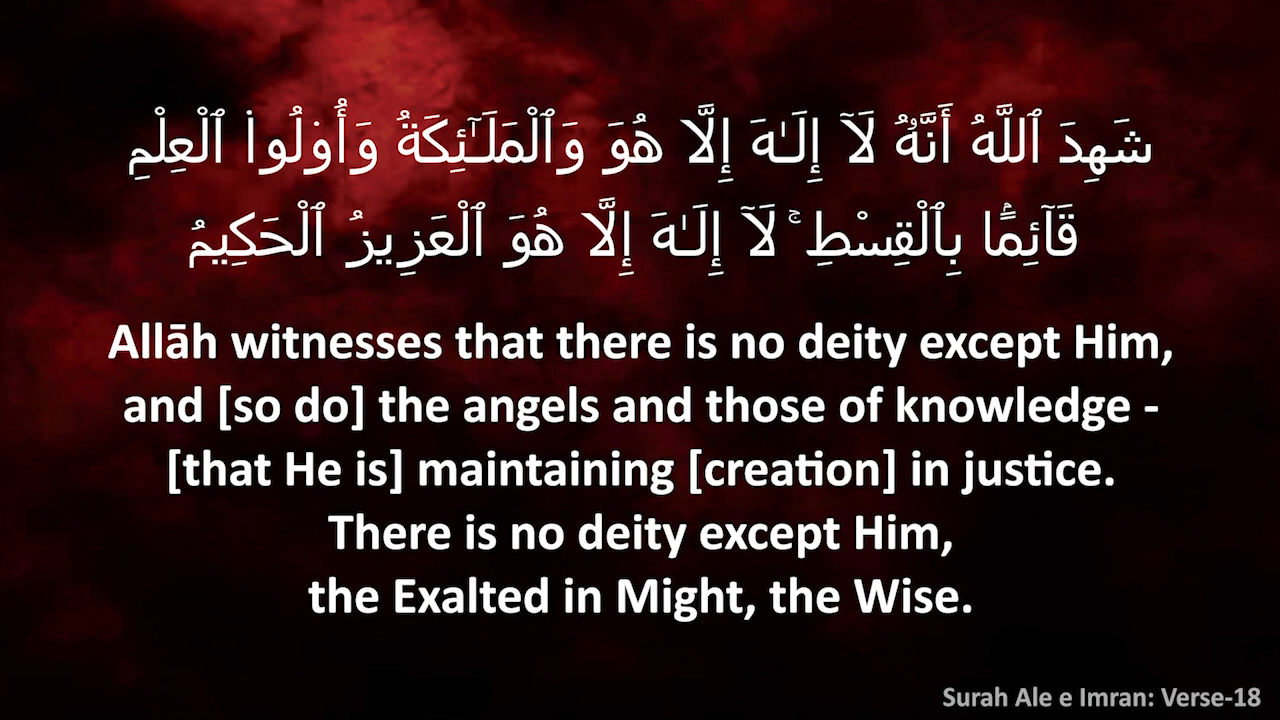 شَهِدَ ٱللَّهُ أَنَّهُۥ لَآ إِلَـٰهَ إِلَّا هُوَ وَٱلْمَلَـٰٓئِكَةُ وَأُو۟لُوا۟ ٱلْعِلْمِ
قَآئِمًۢا بِٱلْقِسْطِ ۚ لَآ إِلَـٰهَ إِلَّا هُوَ ٱلْعَزِيزُ ٱلْحَكِيمُ
Allāh witnesses that there is no deity except Him,
and [so do] the angels and those of knowledge -
[that He is] maintaining [creation] in justice.
There is no deity except Him,
the Exalted in Might, the Wise.
Surah Ale e Imran: Verse-18